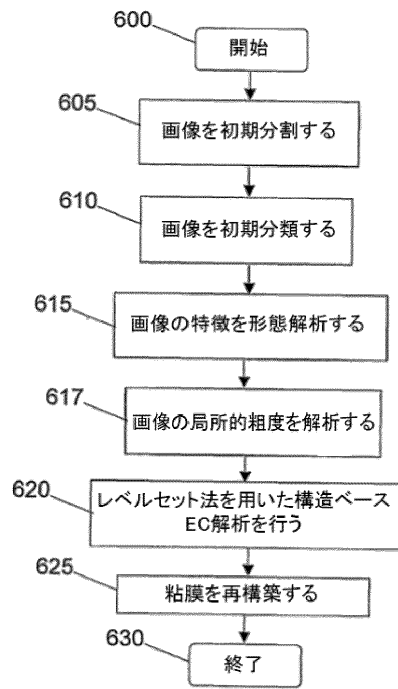 600
開始
605
画像を初期分割する
610
画像を初期分類する
615
画像の特徴を形態解析する
617
画像の局所的粗度を解析する
620
レベルセット法を用いた構造ベース
EC解析を行う
625
粘膜を再構築する
630
終了